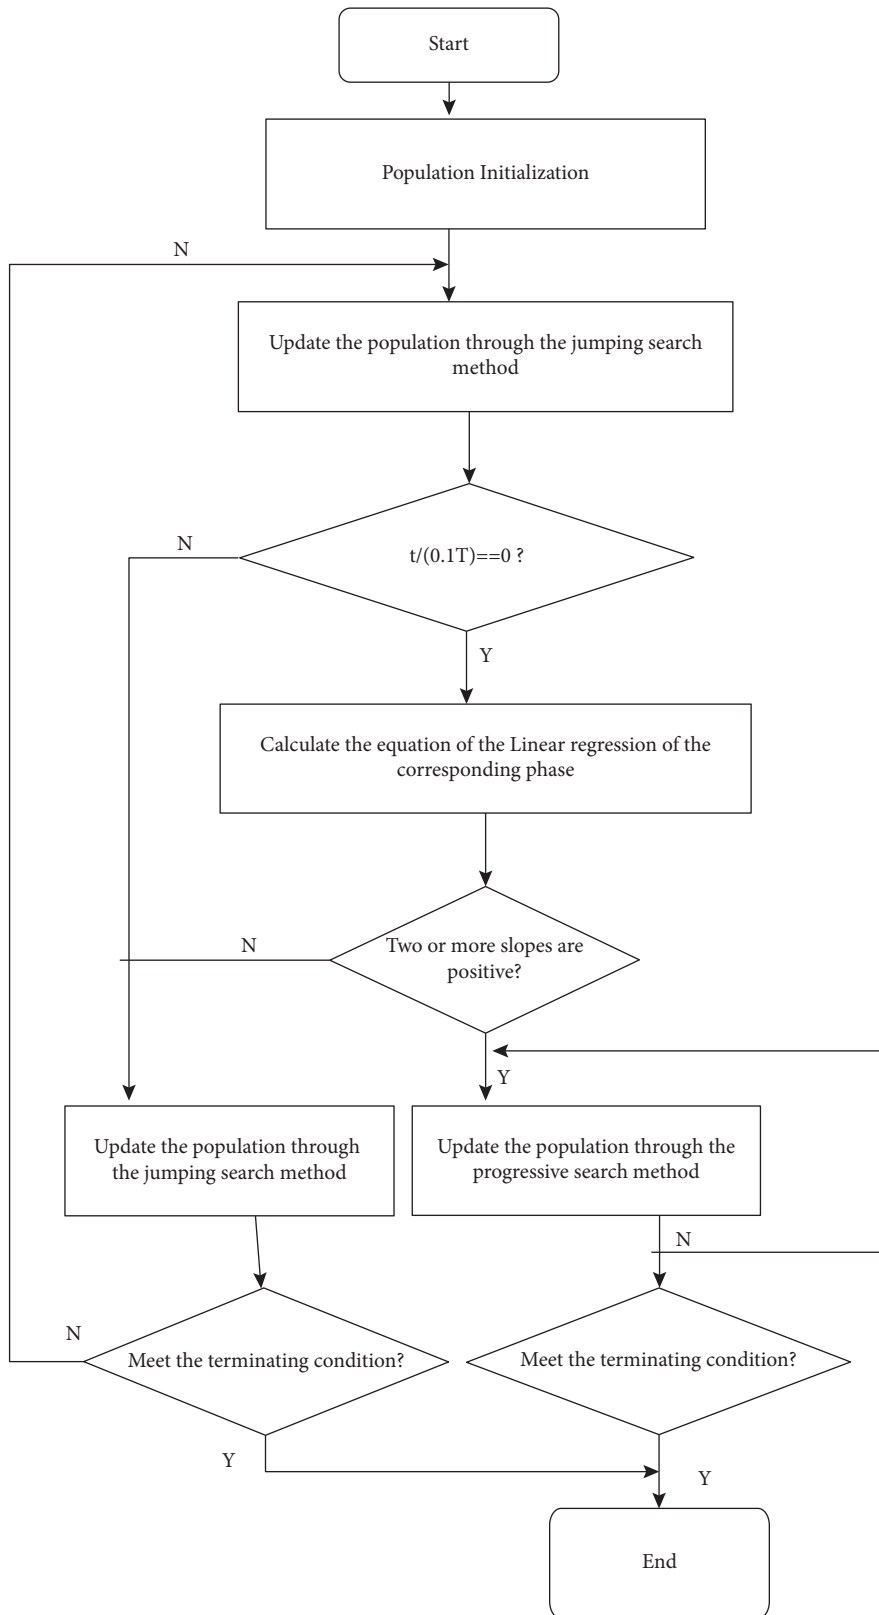 Start
Population Initialization
N
Update the population through the jumping search
method
N
t/(0.1T)==0 ?
Y
Calculate the equation of the Linear regression of the
corresponding phase
N
Two or more slopes are
positive?
Y
Update the population through
the jumping search method
Update the population through the
progressive search method
N
N
Meet the terminating condition?
Meet the terminating condition?
Y
Y
End